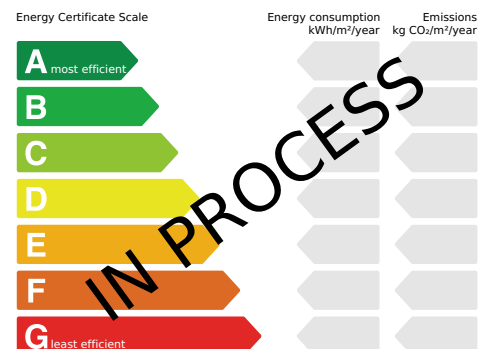 Energy Certificate Scale
Energy consumption
kWh/m²/year
Emissions
kg CO₂/m²/year
A most efficient
B
C
D
E
F
G least efficient
IN PROCESS